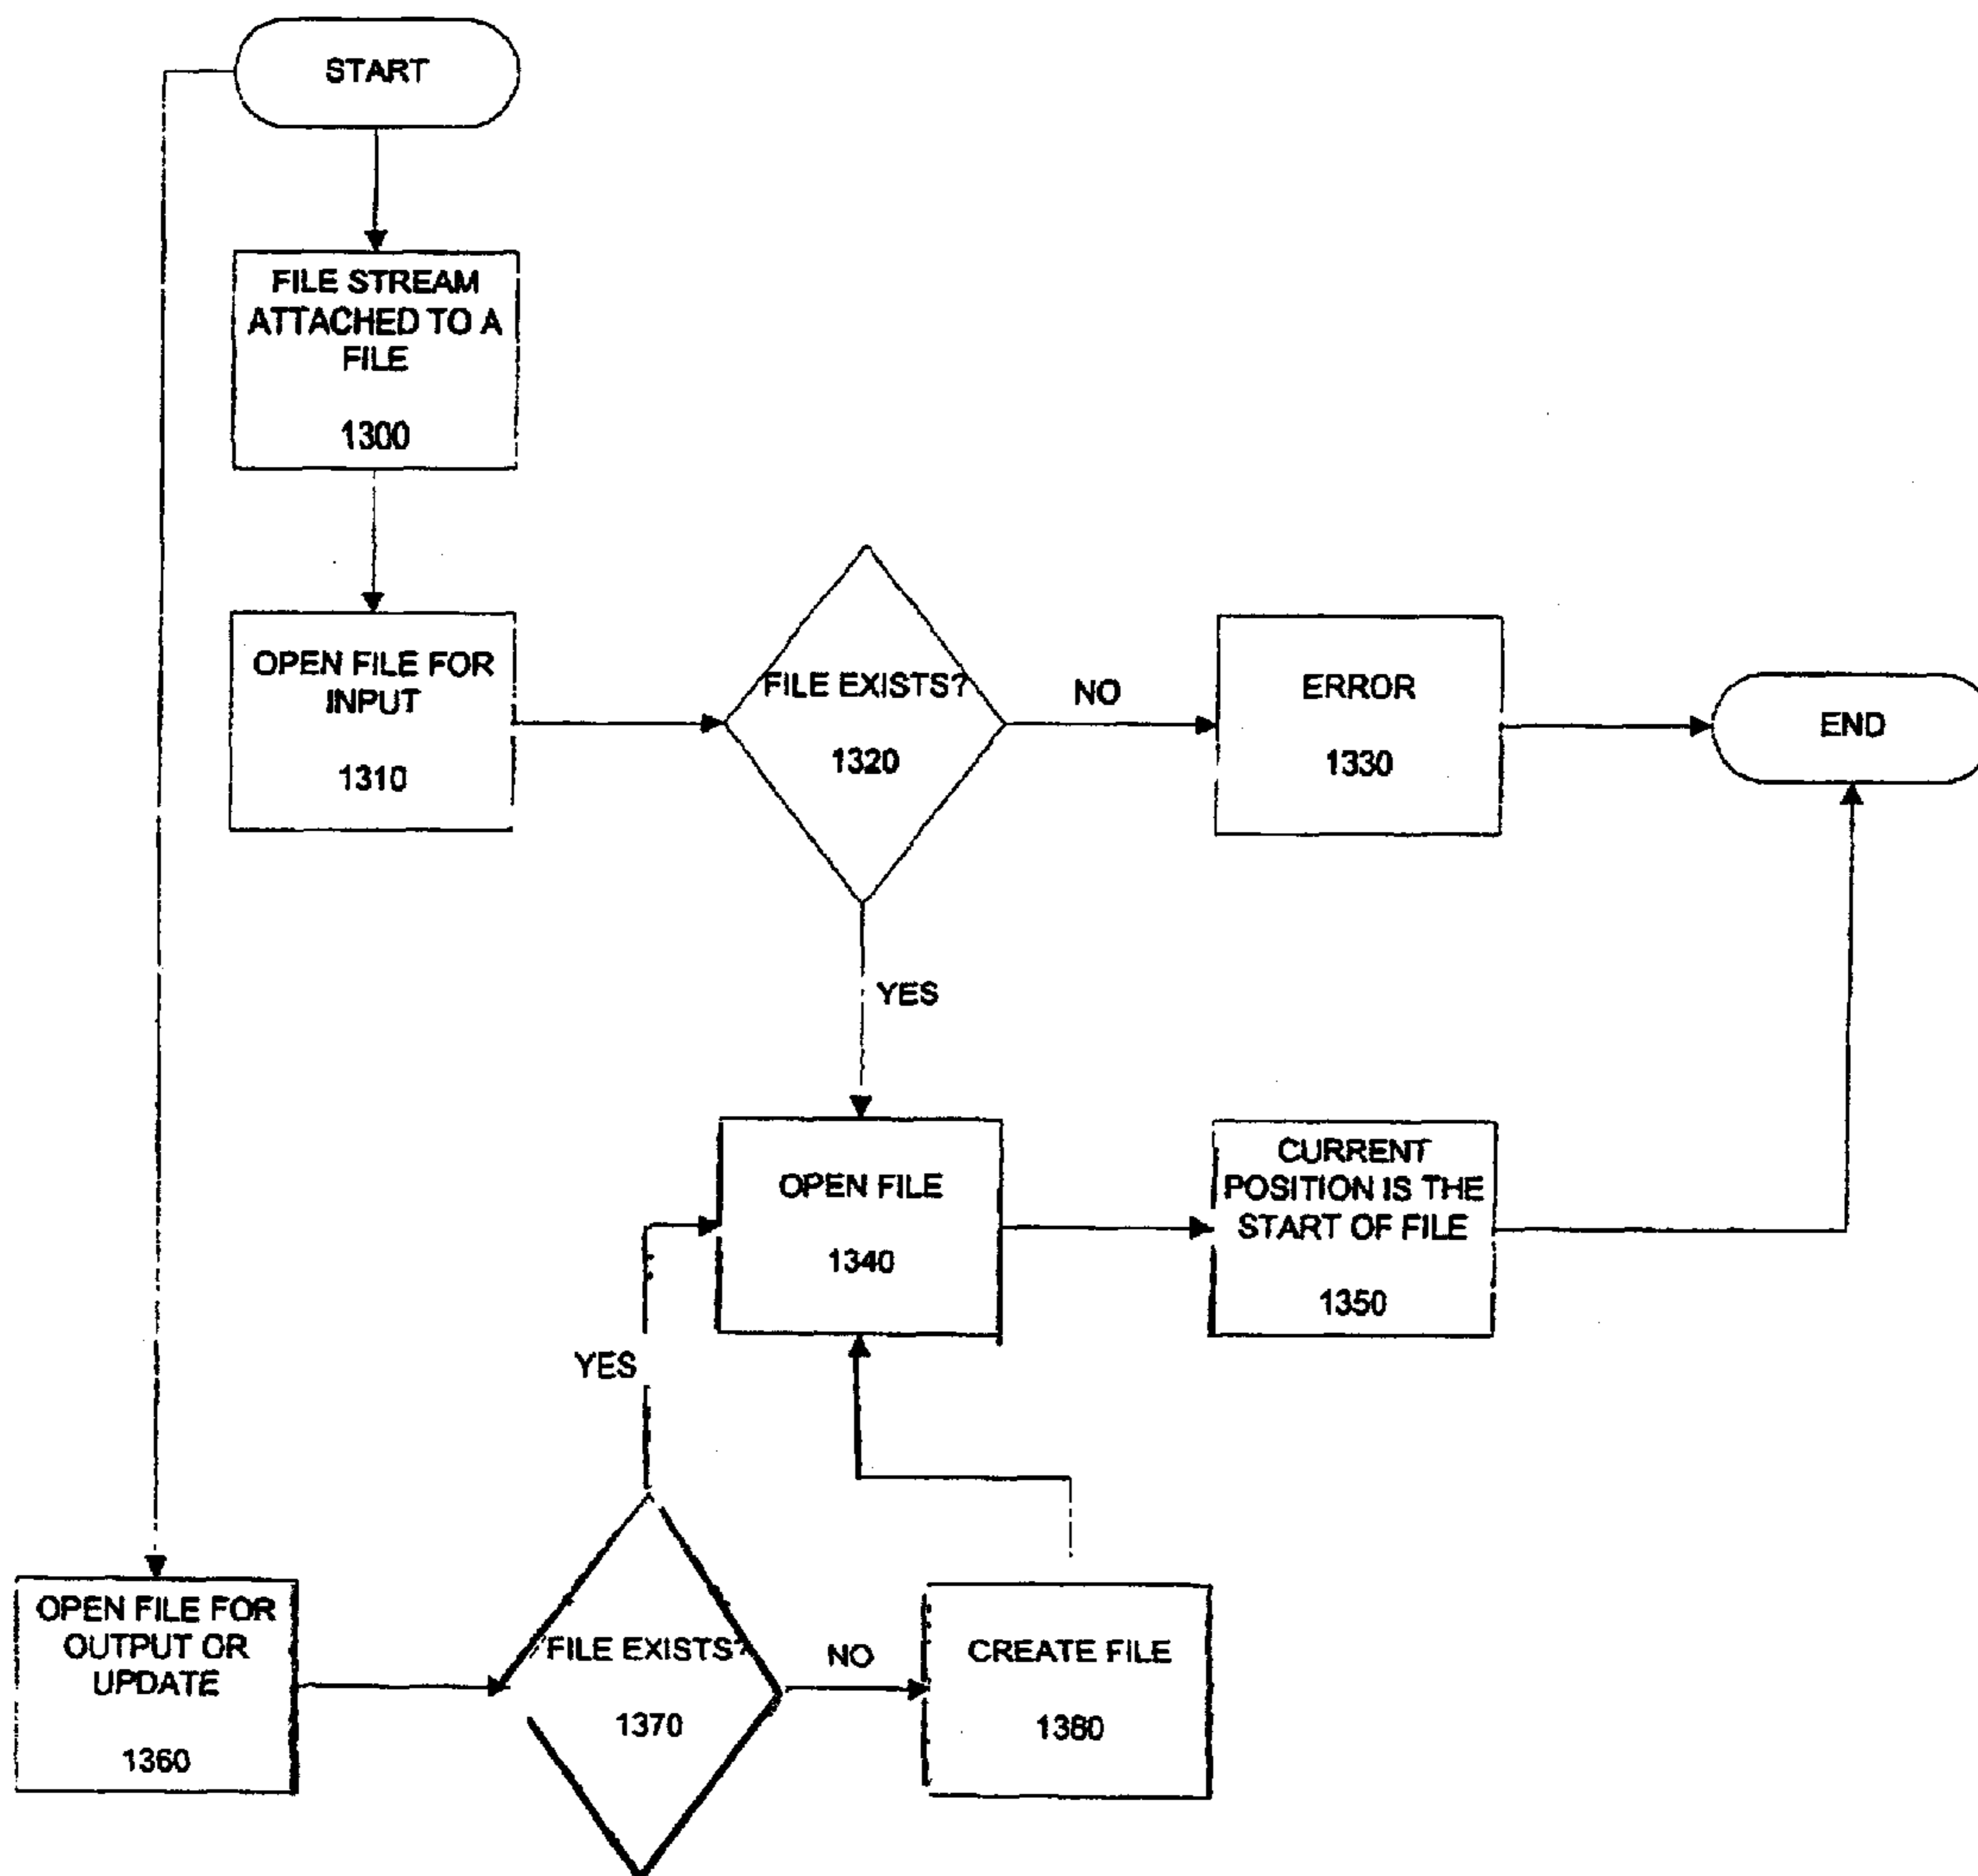 START
FILE STREAM
ATTACHED TO A
FILE
1300
OPEN FILE FOR
INPUT
1310
FILE EXISTS?
1320
NO
ERROR
1330
END
YES
OPEN FILE
1340
CURRENT
POSITION IS THE
START OF FILE
1350
YES
OPEN FILE FOR
OUTPUT OR
UPDATE
1360
FILE EXISTS?
1370
NO
CREATE FILE
1380